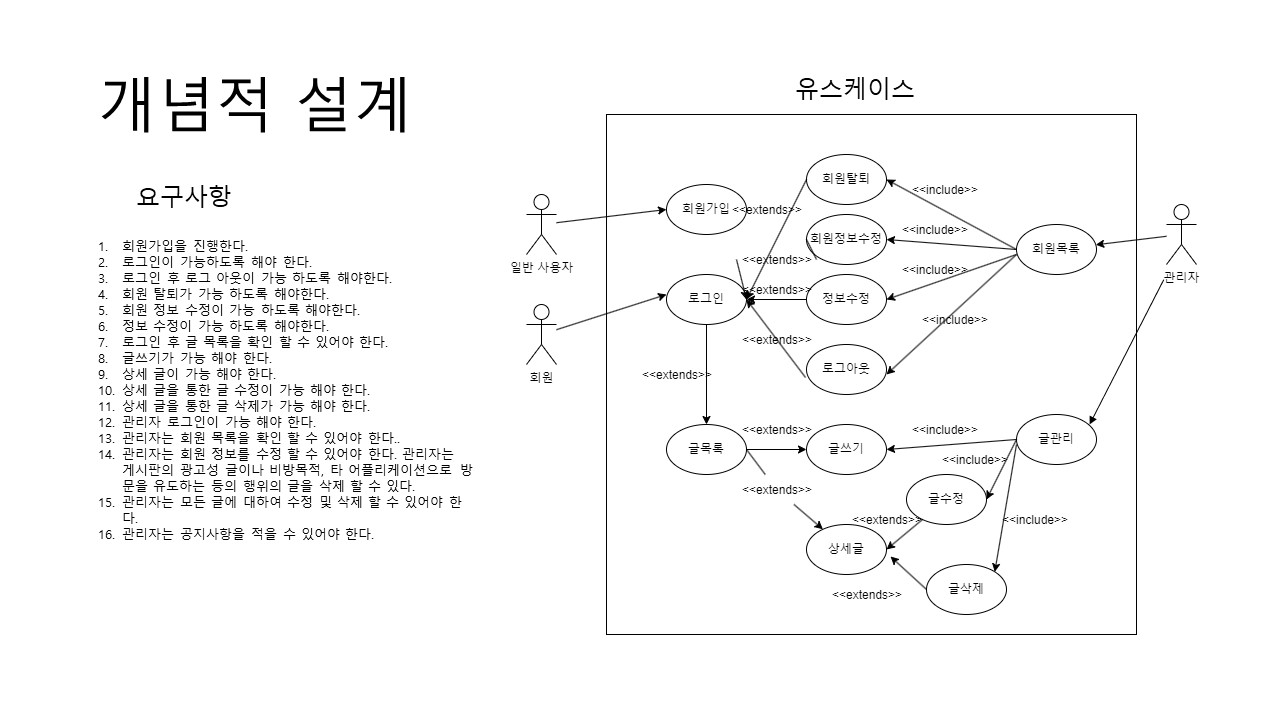 개념적 설계
요구사항
1. 회원가입을 진행한다.
2. 로그인이 가능하도록 해야 한다.
3. 로그인 후 로그 아웃이 가능 하도록 해야한다.
4. 회원 탈퇴가 가능 하도록 해야한다.
5. 회원 정보 수정이 가능 하도록 해야한다.
6. 정보 수정이 가능 하도록 해야한다.
7. 로그인 후 글 목록을 확인 할 수 있어야 한다.
8. 글쓰기가 가능 해야 한다.
9. 상세 글이 가능 해야 한다.
10. 상세 글을 통한 글 수정이 가능 해야 한다.
11. 상세 글을 통한 글 삭제가 가능 해야 한다.
12. 관리자 로그인이 가능 해야 한다.
13. 관리자는 회원 목록을 확인 할 수 있어야 한다..
14. 관리자는 회원 정보를 수정 할 수 있어야 한다. 관리자는
게시판의 광고성 글이나 비방목적, 타 어플리케이션으로 방
문을 유도하는 등의 행위의 글을 삭제 할 수 있다.
15. 관리자는 모든 글에 대하여 수정 및 삭제 할 수 있어야 한
다.
16. 관리자는 공지사항을 적을 수 있어야 한다.
유스케이스
일반 사용자
회원
관리자
회원가입
<<extends>>
회원탈퇴
<<include>>
회원정보수정
<<include>>
회원목록
<<extends>>
<<include>>
<<extends>>
로그인
정보수정
<<include>>
<<extends>>
로그아웃
<<extends>>
<<extends>>
<<include>>
글목록
글쓰기
글관리
<<include>>
<<extends>>
글수정
<<extends>>
<<include>>
상세글
글삭제
<<extends>>